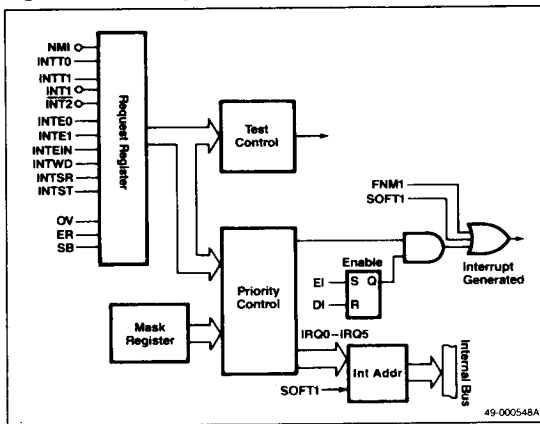 NMI
INTT0
INTT1
INT1
INT2
INTE0
INTE1
INTEIN
INTWD
INTSR
INTST
OV
ER
SB
Request Register
Test
Control
FNM1
SOFT1
Interrupt
Generated
Enable
EI
S Q
DI
R
Priority
Control
Mask
Register
IRQ0–IRQ5
Int Addr
SOFT1
Internal Bus
49-000548A